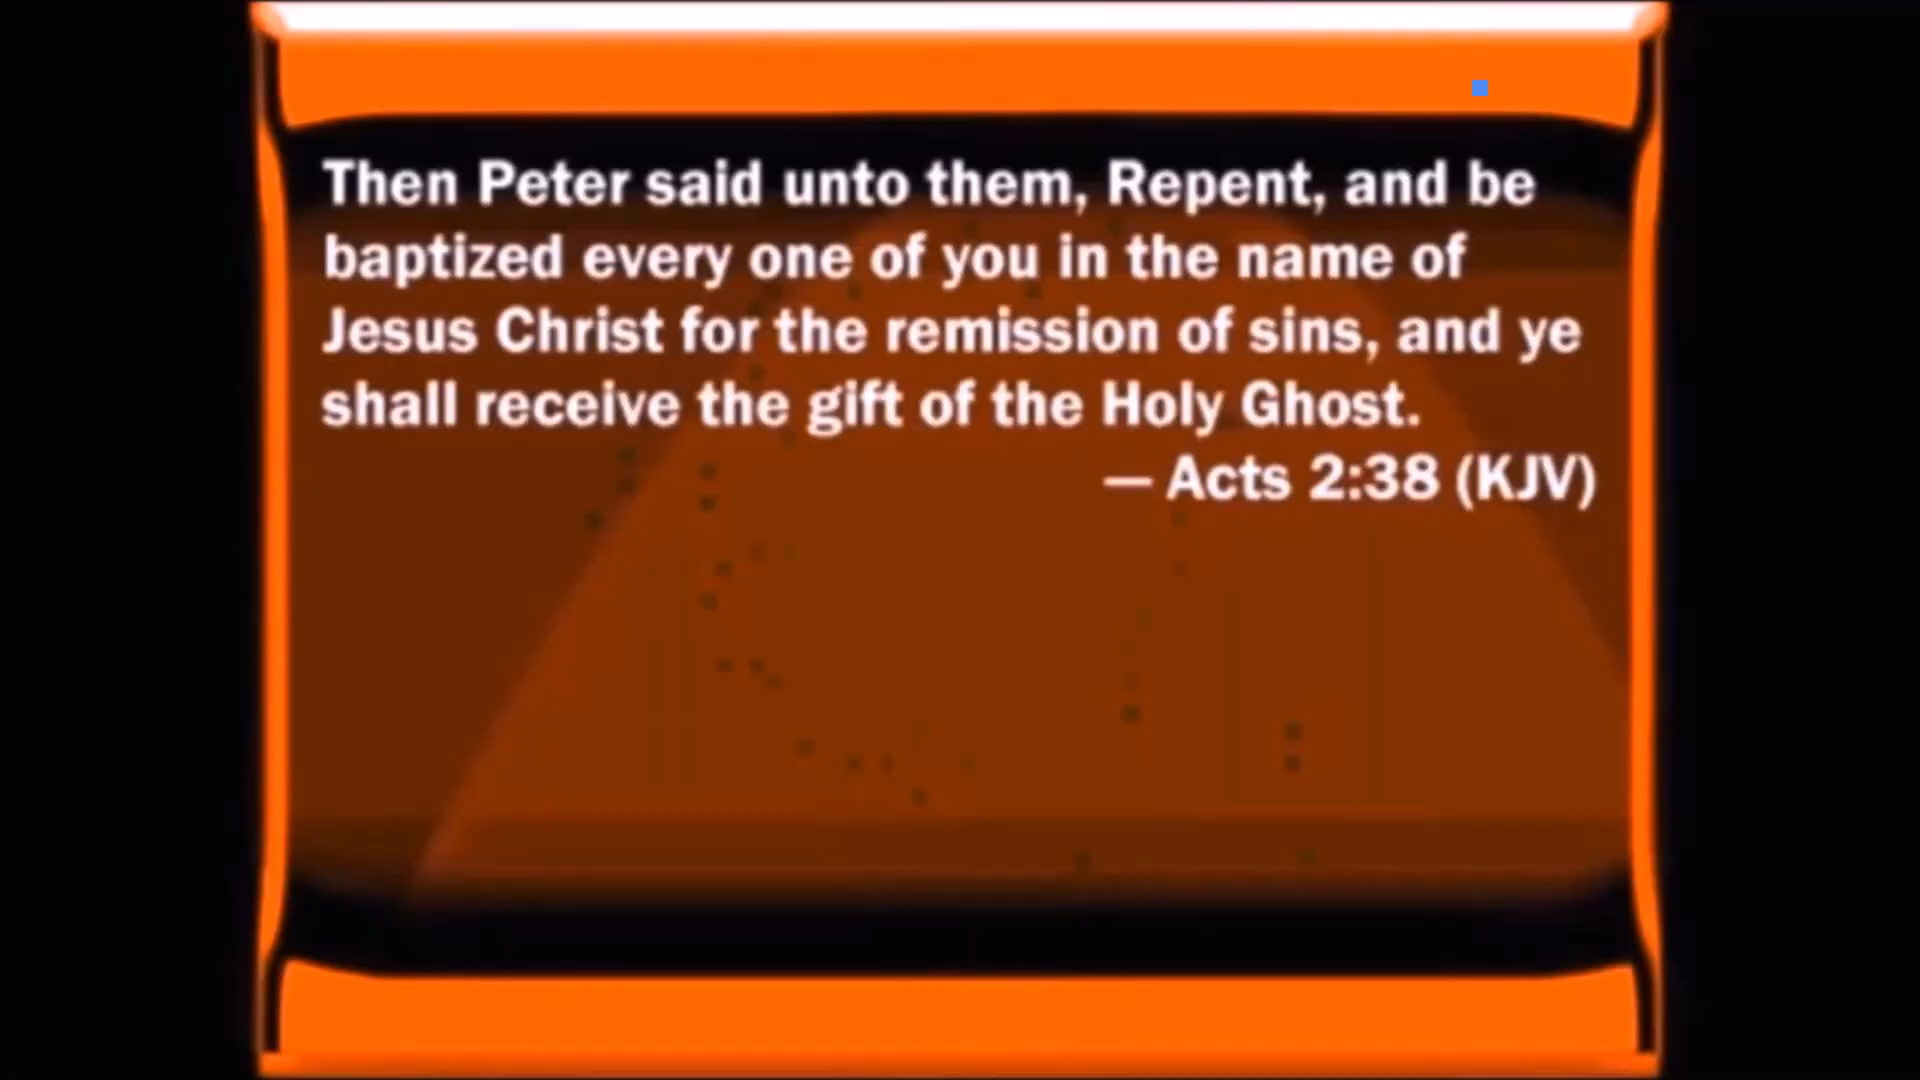 Then Peter said unto them, Repent, and be
baptized every one of you in the name of
Jesus Christ for the remission of sins, and ye
shall receive the gift of the Holy Ghost.
— Acts 2:38 (KJV)